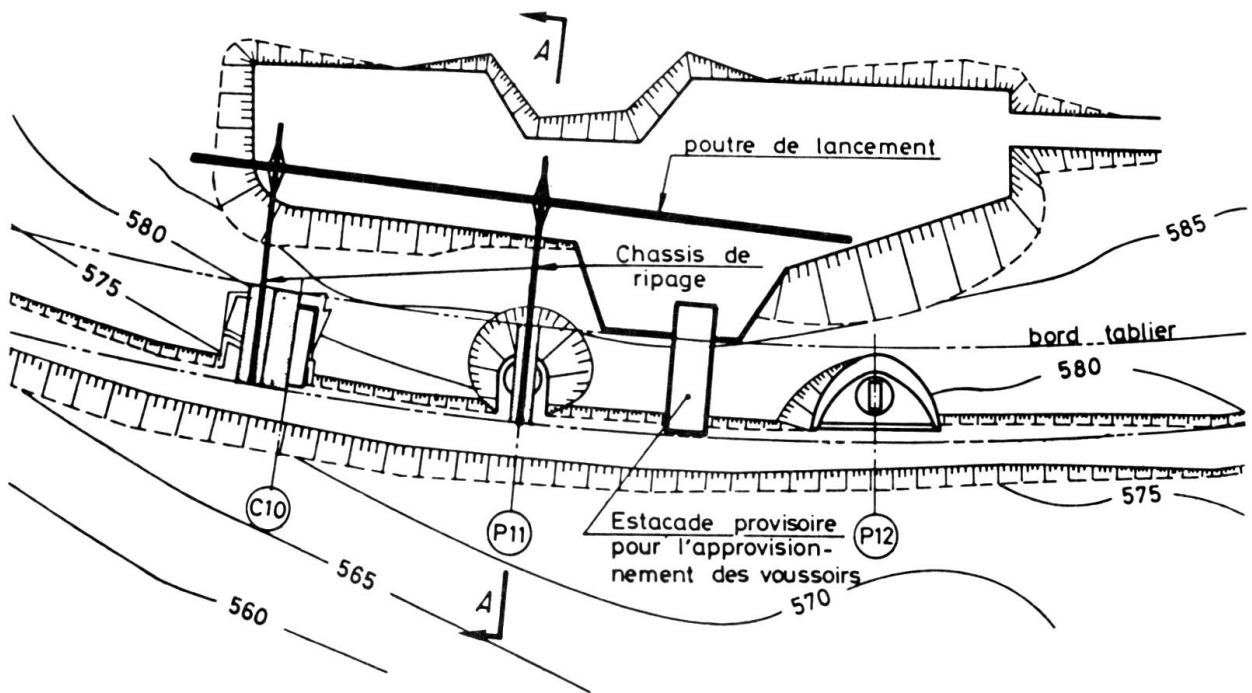 A
poutre de lancement
580
585
Chassis de
ripage
575
bord tablier
580
C10
P11
Estacade provisoire
pour l'approvision-
nement des voussoirs
P12
575
565
570
560
A